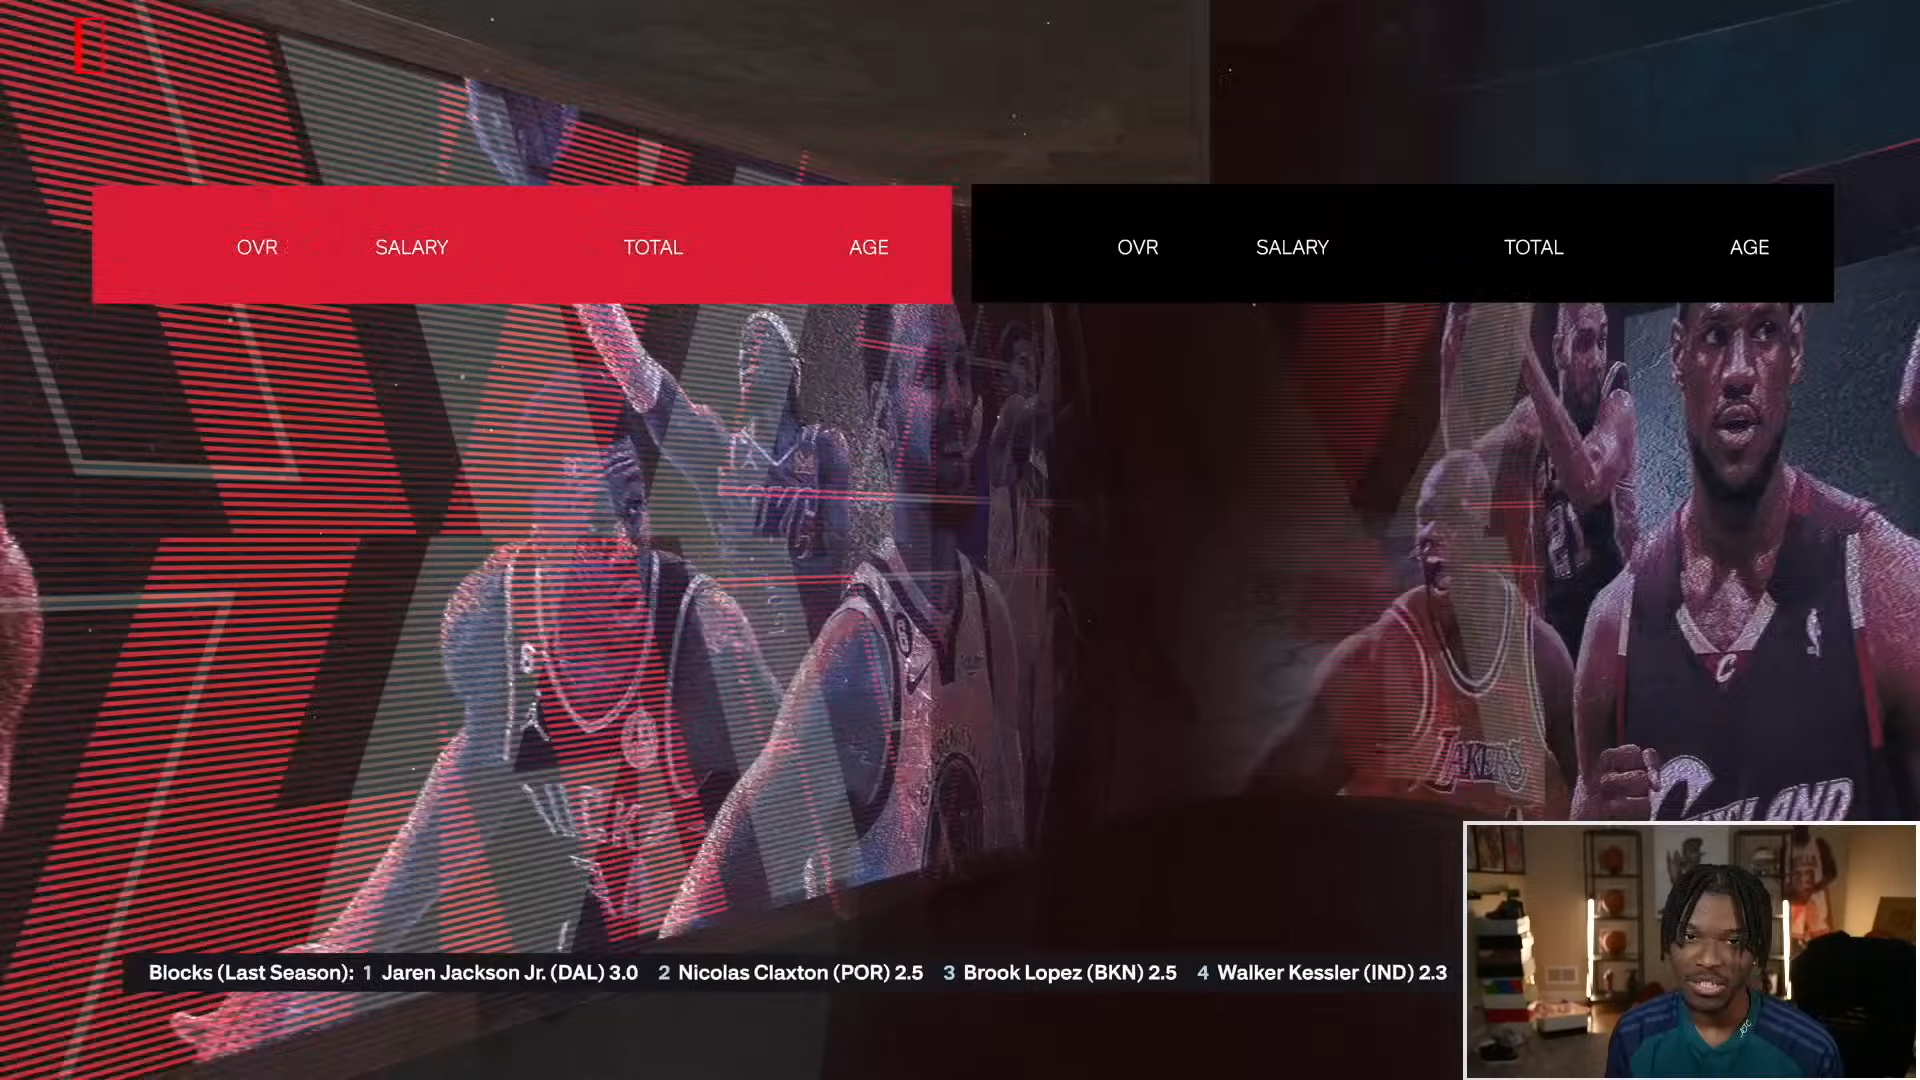 OVR SALARY TOTAL AGE
OVR SALARY TOTAL AGE
LAKERS
C
Blocks (Last Season): 1 Jaren Jackson Jr. (DAL) 3.0 2 Nicolas Claxton (POR) 2.5 3 Brook Lopez (BKN) 2.5 4 Walker Kessler (IND) 2.3